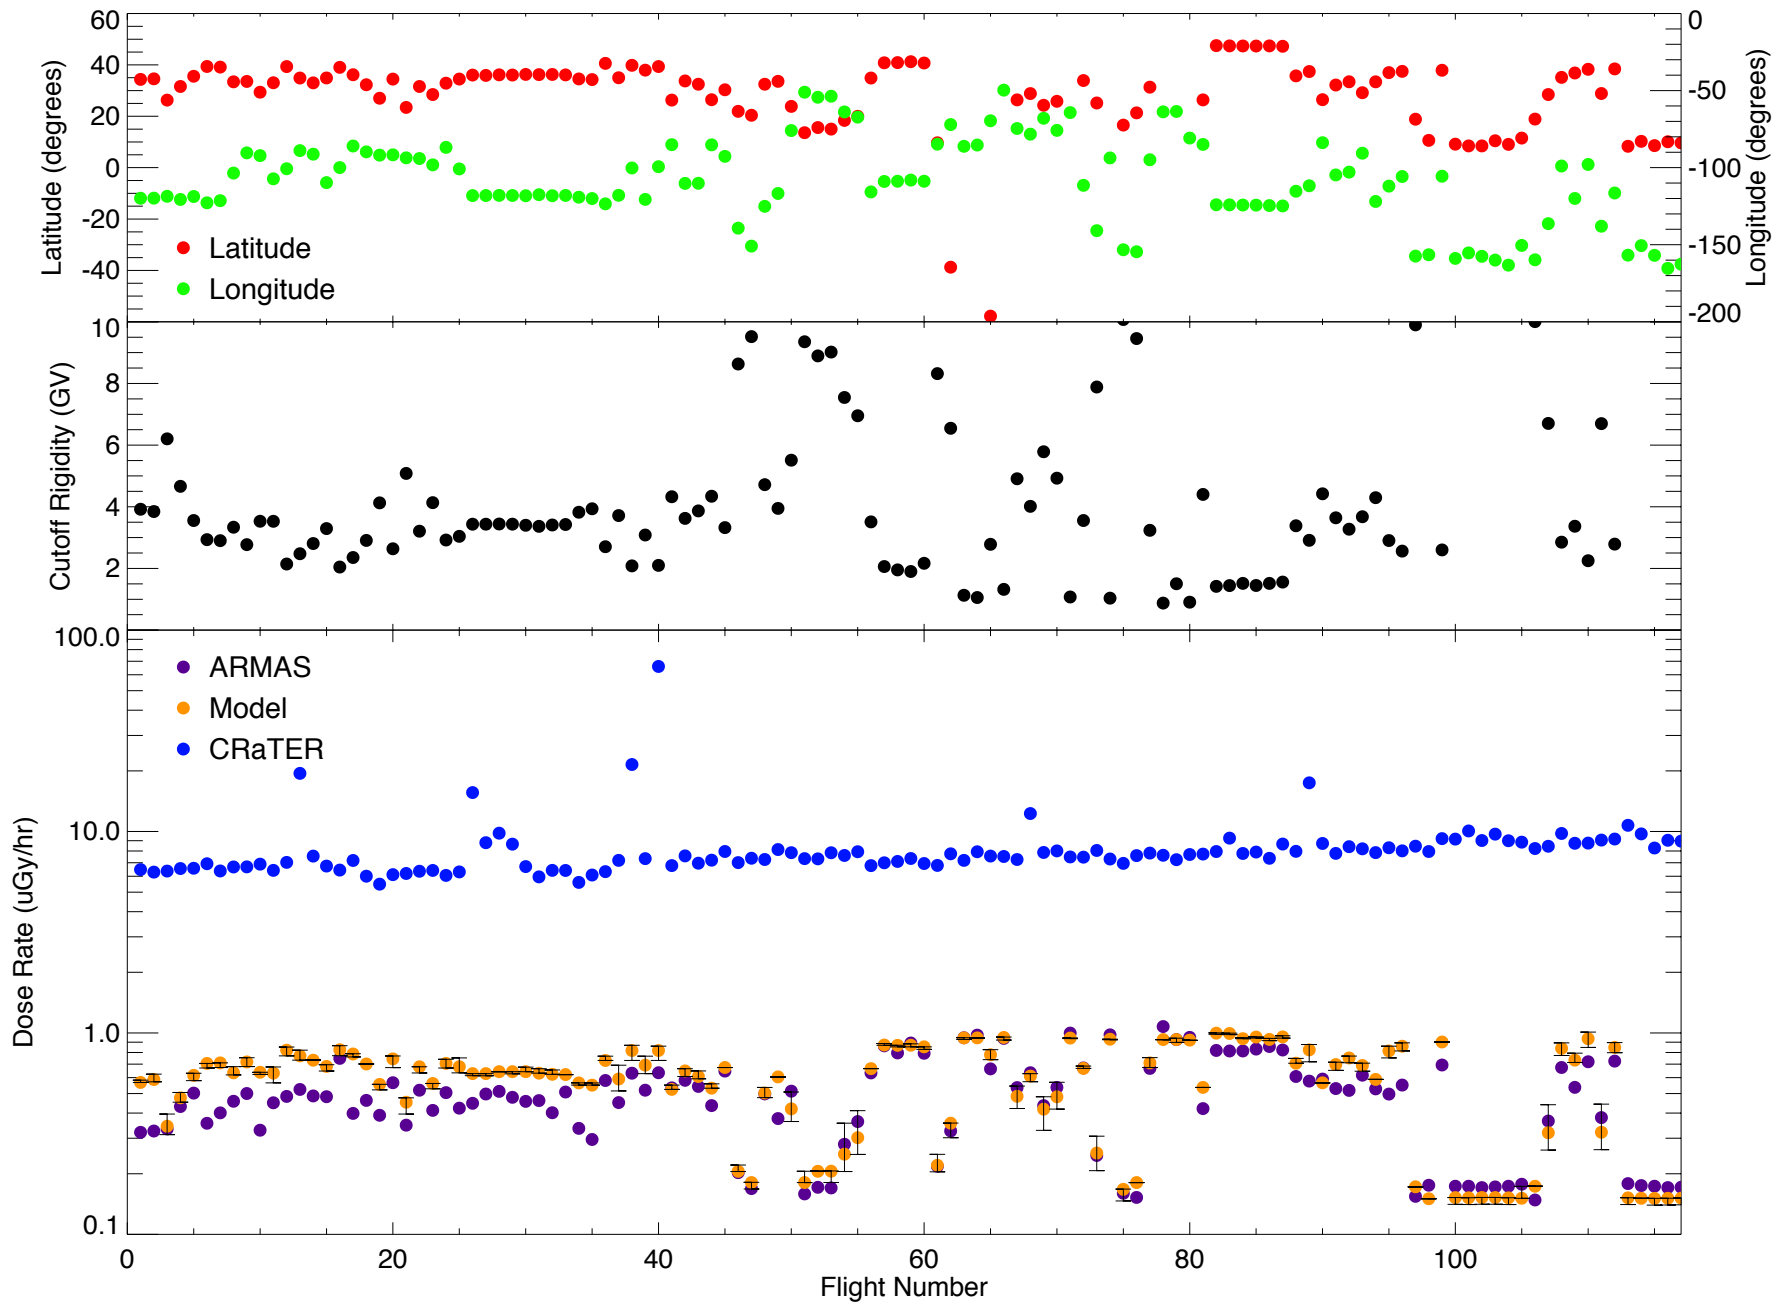 60
40
20
0
-20
-40
Latitude (degrees)
Latitude
Longitude
0
-50
-100
-150
-200
Longitude (degrees)
10
8
6
4
2
Cutoff Rigidity (GV)
100.0
10.0
1.0
0.1
Dose Rate (uGy/hr)
ARMAS
Model
CRaTER
0 20 40 60 80 100
Flight Number